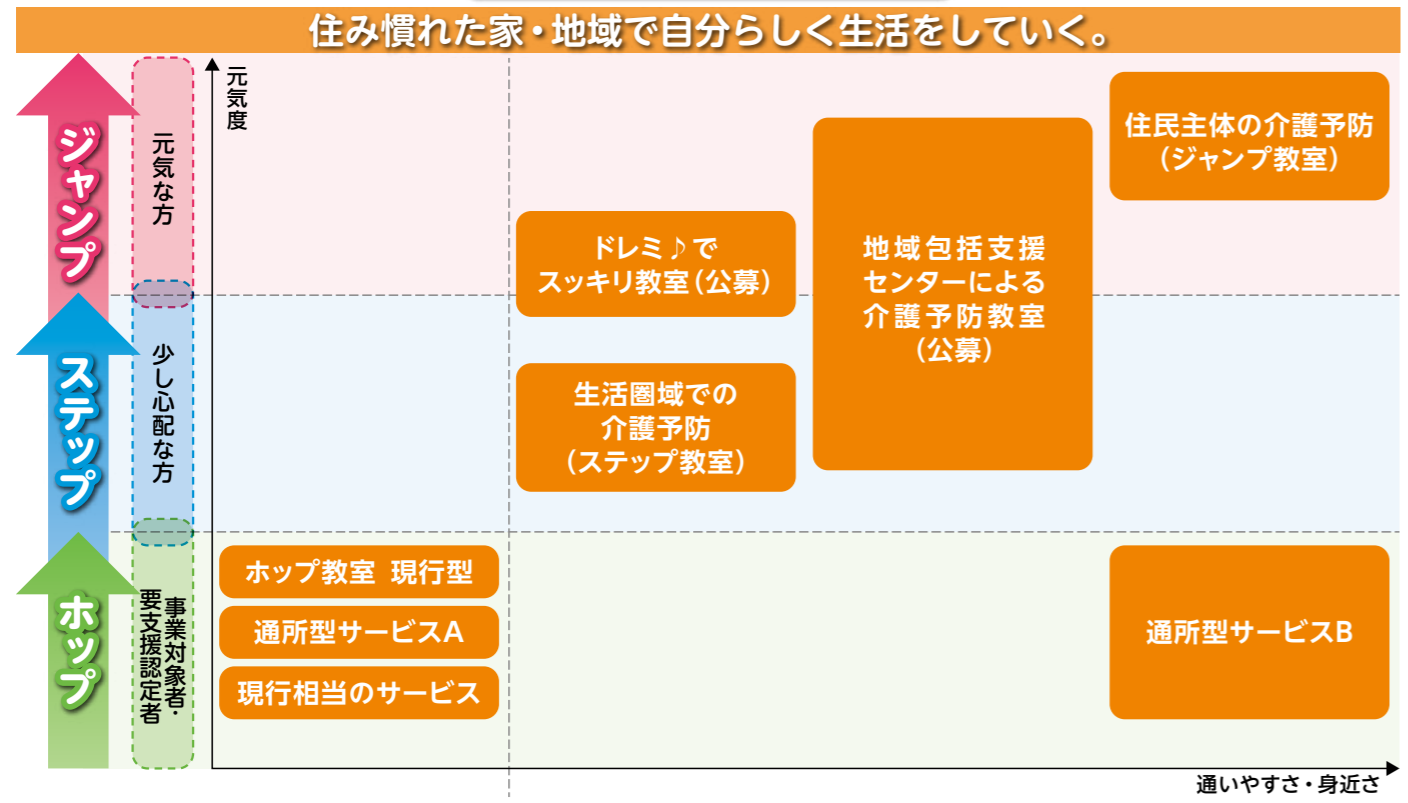 住み慣れた家・地域で自分らしく生活をしていく。
ジャンプ
ステップ
ホップ
元気な方
少し心配な方
事業対象者・
要支援認定者
元気度
住民主体の介護予防
（ジャンプ教室）
ドレミ♪で
スッキリ教室（公募）
地域包括支援
センターによる
介護予防教室
（公募）
生活圏域での
介護予防
（ステップ教室）
ホップ教室 現行型
通所型サービスA
現行相当のサービス
通所型サービスB
通いやすさ・身近さ